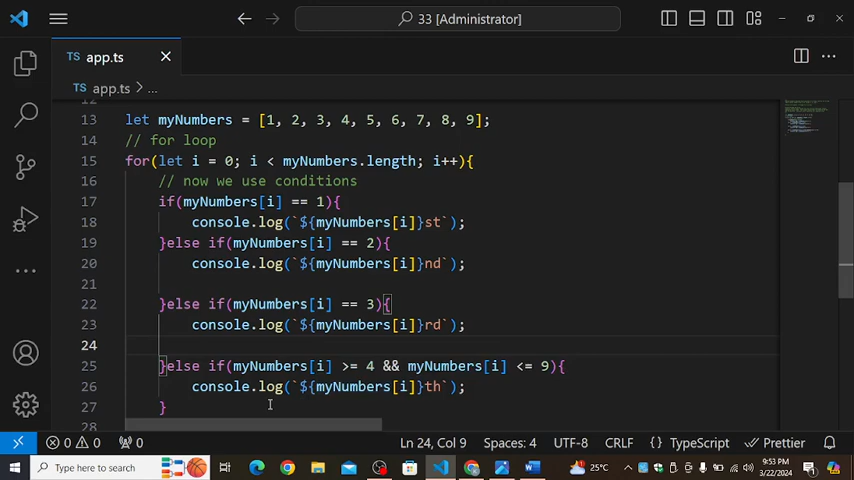 33 [Administrator]
TS app.ts
TS app.ts > ...
12
13 let myNumbers = [1, 2, 3, 4, 5, 6, 7, 8, 9];
14 // for loop
15 for(let i = 0; i < myNumbers.length; i++){
16 // now we use conditions
17 if(myNumbers[i] == 1){
18 console.log(`${myNumbers[i]}st`);
19 }else if(myNumbers[i] == 2){
20 console.log(`${myNumbers[i]}nd`);
21
22 }else if(myNumbers[i] == 3){
23 console.log(`${myNumbers[i]}rd`);
24
25 }else if(myNumbers[i] >= 4 && myNumbers[i] <= 9){
26 console.log(`${myNumbers[i]}th`);
27 }
28
0 0 0 Ln 24, Col 9 Spaces: 4 UTF-8 CRLF {} TypeScript Prettier
Type here to search 25°C 9:53 PM
3/22/2024